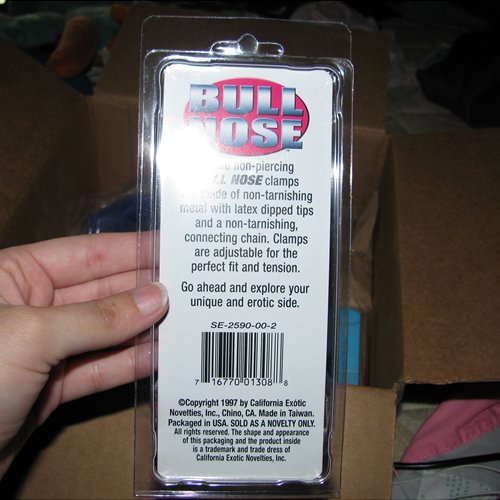 BULL
NOSE
™
non-piercing
NOSE clamps
made of non-tarnishing
metal with latex dipped tips
and a non-tarnishing,
connecting chain. Clamps
are adjustable for the
perfect fit and tension.
Go ahead and explore your
unique and erotic side.
SE-2590-00-2
7 16770 01308 8
©Copyright 1997 by California Exotic
Novelties, Inc., Chino, CA. Made in Taiwan.
Packaged in USA. SOLD AS A NOVELTY ONLY.
All rights reserved. The shape and appearance
of this packaging and the product inside
is a trademark and trade dress of
California Exotic Novelties, Inc.